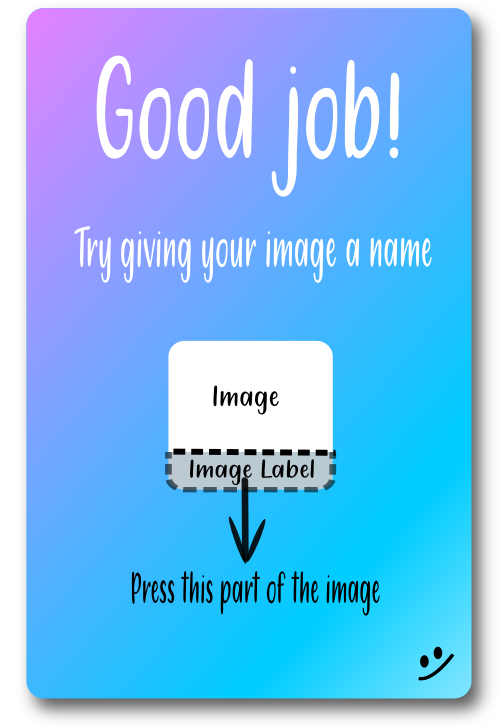 Good job!
Try giving your image a name
Image
Image Label
Press this part of the image